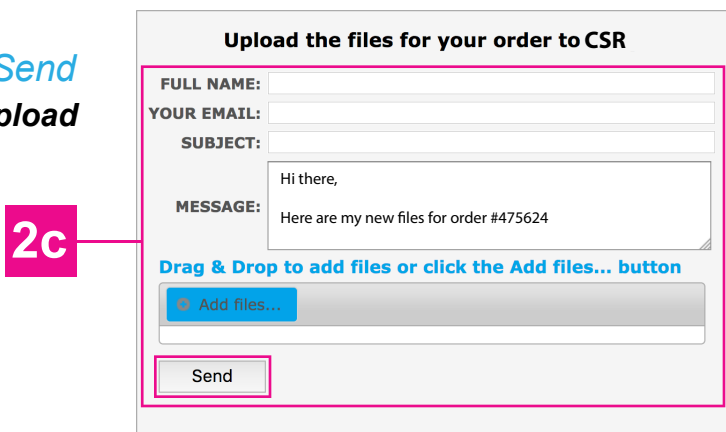 Send
2c
Upload the files for your order to CSR
FULL NAME:
YOUR EMAIL:
SUBJECT:
MESSAGE:
Hi there,
Here are my new files for order #475624
Drag & Drop to add files or click the Add files... button
Add files...
Send